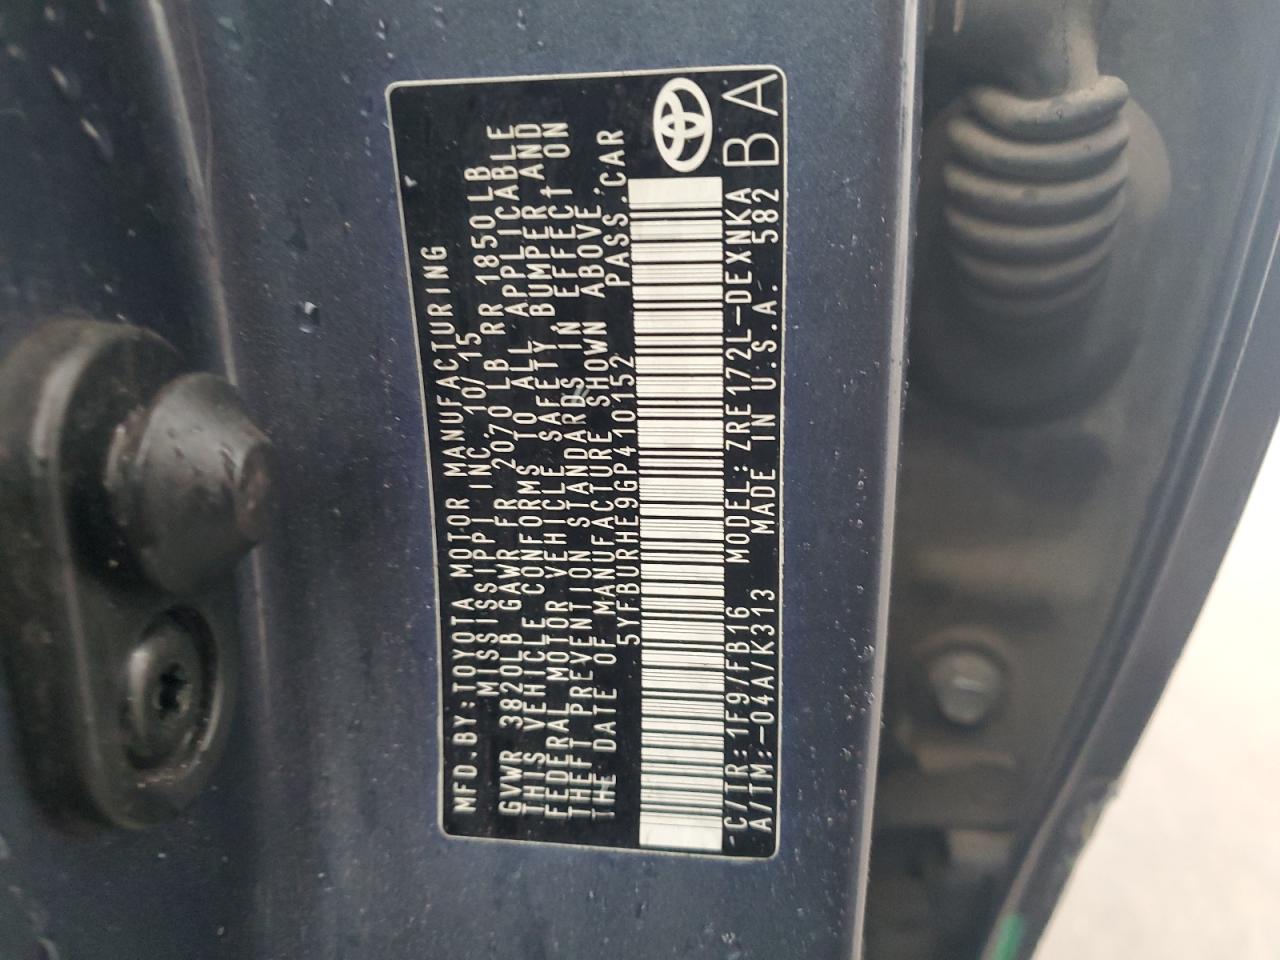 MFD.BY:TOYOTA MOTOR MANUFACTURING
MISSISSIPPI INC. 10/15
GVWR 3820LB GAWR FR 2070LB RR 1850LB
THIS VEHICLE CONFORMS TO ALL APPLICABLE
FEDERAL MOTOR VEHICLE SAFETY, BUMPER AND
THEFT PREVENTION STANDARDS IN EFFECT ON
THE DATE OF MANUFACTURE SHOWN ABOVE.
5YFBURHE9GP410152 PASS.CAR
C/TR:1F9/FB16 MODEL:ZRE172L-DEXNKA
A/TM:-04A/K313 MADE IN U.S.A. 582
BA